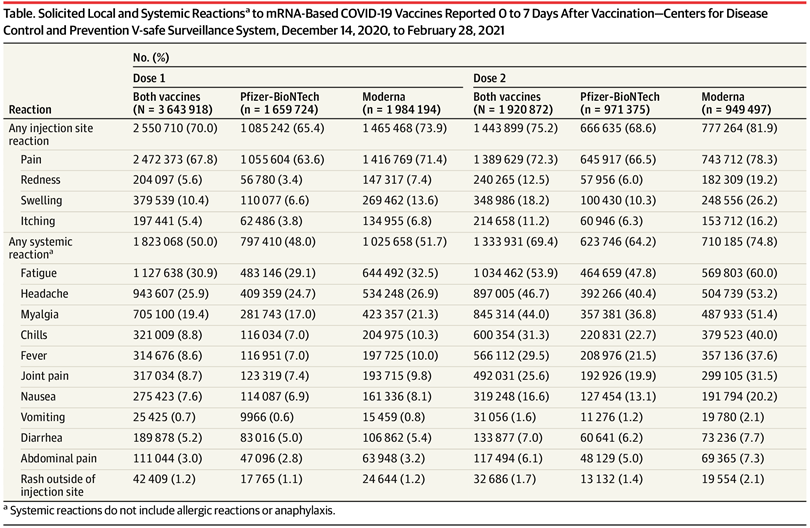 Table. Solicited Local and Systemic Reactionsᵃ to mRNA-Based COVID-19 Vaccines Reported 0 to 7 Days After Vaccination—Centers for Disease
Control and Prevention V-safe Surveillance System, December 14, 2020, to February 28, 2021
No. (%)
Dose 1 Dose 2
Reaction Both vaccines (N = 3 643 918) Pfizer-BioNTech (n = 1 659 724) Moderna (n = 1 984 194) Both vaccines (N = 1 920 872) Pfizer-BioNTech (n = 971 375) Moderna (n = 949 497)
Any injection site reaction 2 550 710 (70.0) 1 085 242 (65.4) 1 465 468 (73.9) 1 443 899 (75.2) 666 635 (68.6) 777 264 (81.9)
Pain 2 472 373 (67.8) 1 055 604 (63.6) 1 416 769 (71.4) 1 389 629 (72.3) 645 917 (66.5) 743 712 (78.3)
Redness 204 097 (5.6) 56 780 (3.4) 147 317 (7.4) 240 265 (12.5) 57 956 (6.0) 182 309 (19.2)
Swelling 379 539 (10.4) 110 077 (6.6) 269 462 (13.6) 348 986 (18.2) 100 430 (10.3) 248 556 (26.2)
Itching 197 441 (5.4) 62 486 (3.8) 134 955 (6.8) 214 658 (11.2) 60 946 (6.3) 153 712 (16.2)
Any systemic reactionᵃ 1 823 068 (50.0) 797 410 (48.0) 1 025 658 (51.7) 1 333 931 (69.4) 623 746 (64.2) 710 185 (74.8)
Fatigue 1 127 638 (30.9) 483 146 (29.1) 644 492 (32.5) 1 034 462 (53.9) 464 659 (47.8) 569 803 (60.0)
Headache 943 607 (25.9) 409 359 (24.7) 534 248 (26.9) 897 005 (46.7) 392 266 (40.4) 504 739 (53.2)
Myalgia 705 100 (19.4) 281 743 (17.0) 423 357 (21.3) 845 314 (44.0) 357 381 (36.8) 487 933 (51.4)
Chills 321 009 (8.8) 116 034 (7.0) 204 975 (10.3) 600 354 (31.3) 220 831 (22.7) 379 523 (40.0)
Fever 314 676 (8.6) 116 951 (7.0) 197 725 (10.0) 566 112 (29.5) 208 976 (21.5) 357 136 (37.6)
Joint pain 317 034 (8.7) 123 319 (7.4) 193 715 (9.8) 492 031 (25.6) 192 926 (19.9) 299 105 (31.5)
Nausea 275 423 (7.6) 114 087 (6.9) 161 336 (8.1) 319 248 (16.6) 127 454 (13.1) 191 794 (20.2)
Vomiting 25 425 (0.7) 9966 (0.6) 15 459 (0.8) 31 056 (1.6) 11 276 (1.2) 19 780 (2.1)
Diarrhea 189 878 (5.2) 83 016 (5.0) 106 862 (5.4) 133 877 (7.0) 60 641 (6.2) 73 236 (7.7)
Abdominal pain 111 044 (3.0) 47 096 (2.8) 63 948 (3.2) 117 494 (6.1) 48 129 (5.0) 69 365 (7.3)
Rash outside of injection site 42 409 (1.2) 17 765 (1.1) 24 644 (1.2) 32 686 (1.7) 13 132 (1.4) 19 554 (2.1)
ᵃ Systemic reactions do not include allergic reactions or anaphylaxis.